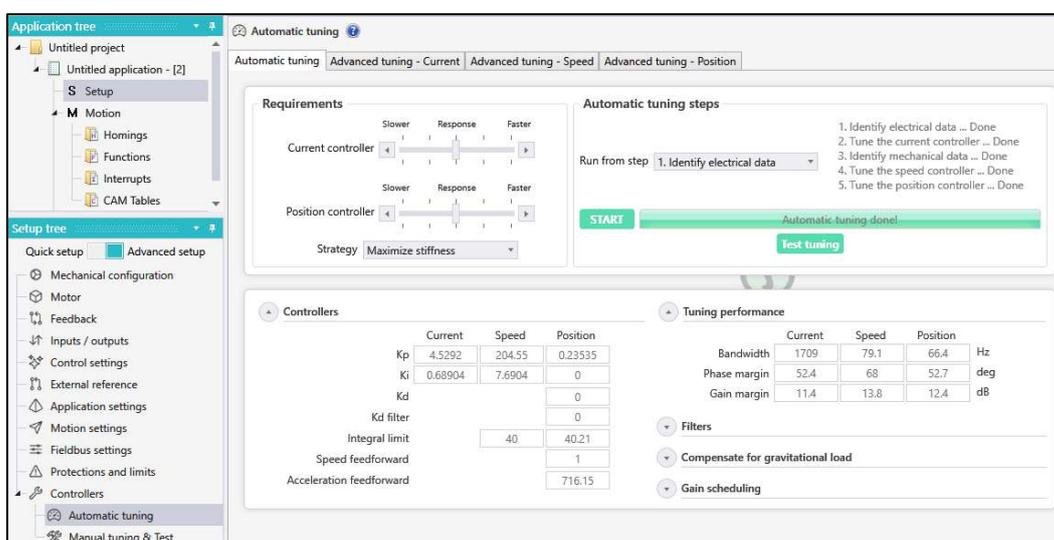 Application tree
Untitled project
Untitled application - [2]
S Setup
M Motion
Homings
Functions
Interrupts
CAM Tables
Setup tree
Quick setup Advanced setup
Mechanical configuration
Motor
Feedback
Inputs / outputs
Control settings
External reference
Application settings
Motion settings
Fieldbus settings
Protections and limits
Controllers
Automatic tuning
Manual tuning & Test
Automatic tuning ?
Automatic tuning Advanced tuning - Current Advanced tuning - Speed Advanced tuning - Position
Requirements
Slower Response Faster
Current controller
Slower Response Faster
Position controller
Strategy Maximize stiffness
Automatic tuning steps
Run from step 1. Identify electrical data
1. Identify electrical data ... Done
2. Tune the current controller ... Done
3. Identify mechanical data ... Done
4. Tune the speed controller ... Done
5. Tune the position controller ... Done
START Automatic tuning done!
Test tuning
Controllers
Current Speed Position
Kp 4.5292 204.55 0.23535
Ki 0.68904 7.6904 0
Kd 0
Kd filter 0
Integral limit 40 40.21
Speed feedforward 1
Acceleration feedforward 716.15
Tuning performance
Current Speed Position
Bandwidth 1709 79.1 66.4 Hz
Phase margin 52.4 68 52.7 deg
Gain margin 11.4 13.8 12.4 dB
Filters
Compensate for gravitational load
Gain scheduling